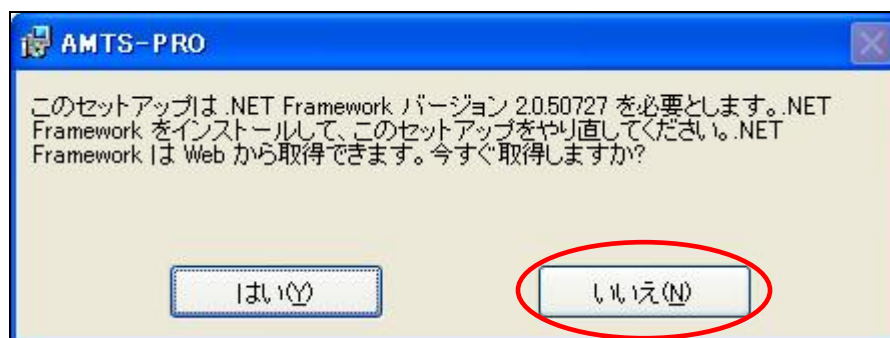 AMTS-PRO
このセットアップは .NET Framework バージョン 2.0.50727 を必要とします。.NET
Framework をインストールして、このセットアップをやり直してください。.NET
Framework は Web から取得できます。今すぐ取得しますか?
はい(Y) いいえ(N)